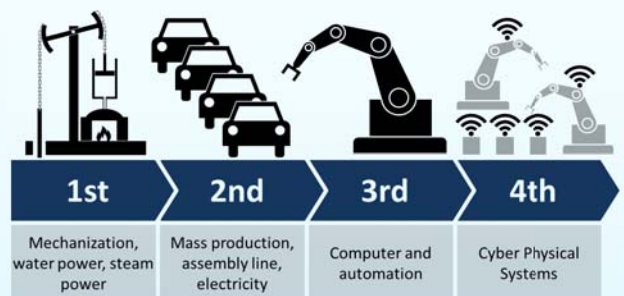 1st
2nd
3rd
4th
Mechanization,
water power, steam
power
Mass production,
assembly line,
electricity
Computer and
automation
Cyber Physical
Systems